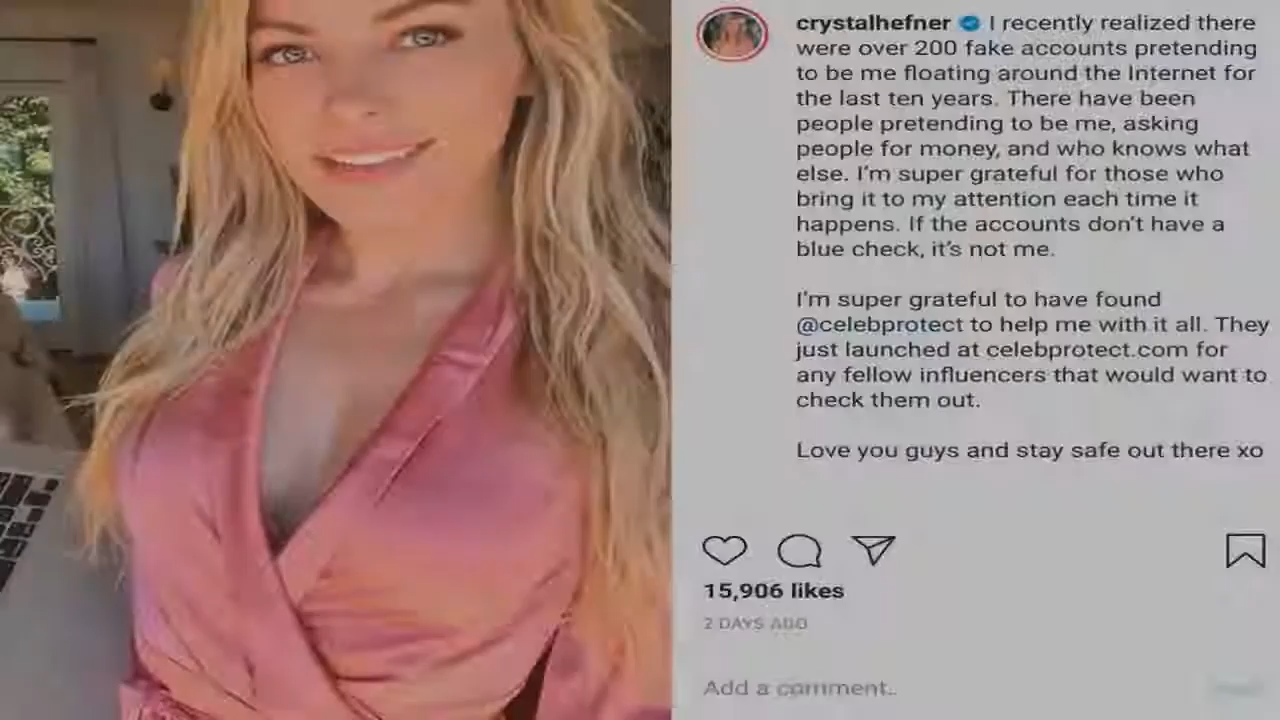 crystalhefner I recently realized there
were over 200 fake accounts pretending
to be me floating around the Internet for
the last ten years. There have been
people pretending to be me, asking
people for money, and who knows what
else. I'm super grateful for those who
bring it to my attention each time it
happens. If the accounts don't have a
blue check, it's not me.
I'm super grateful to have found
@celebprotect to help me with it all. They
just launched at celebprotect.com for
any fellow influencers that would want to
check them out.
Love you guys and stay safe out there xo
15,906 likes
2 DAYS AGO
Add a comment..